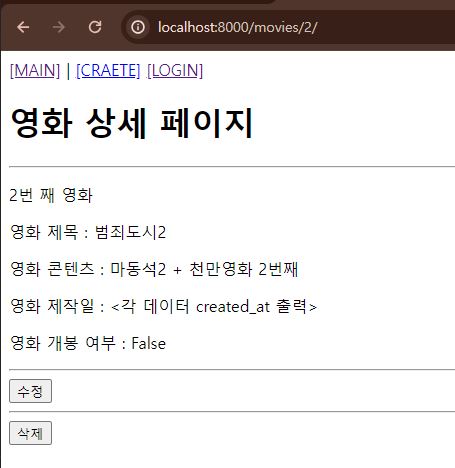 localhost:8000/movies/2/
[MAIN] | [CRAETE] [LOGIN]
영화 상세 페이지
2번 째 영화
영화 제목 : 범죄도시2
영화 콘텐츠 : 마동석2 + 천만영화 2번째
영화 제작일 : <각 데이터 created_at 출력>
영화 개봉 여부 : False
수정
삭제